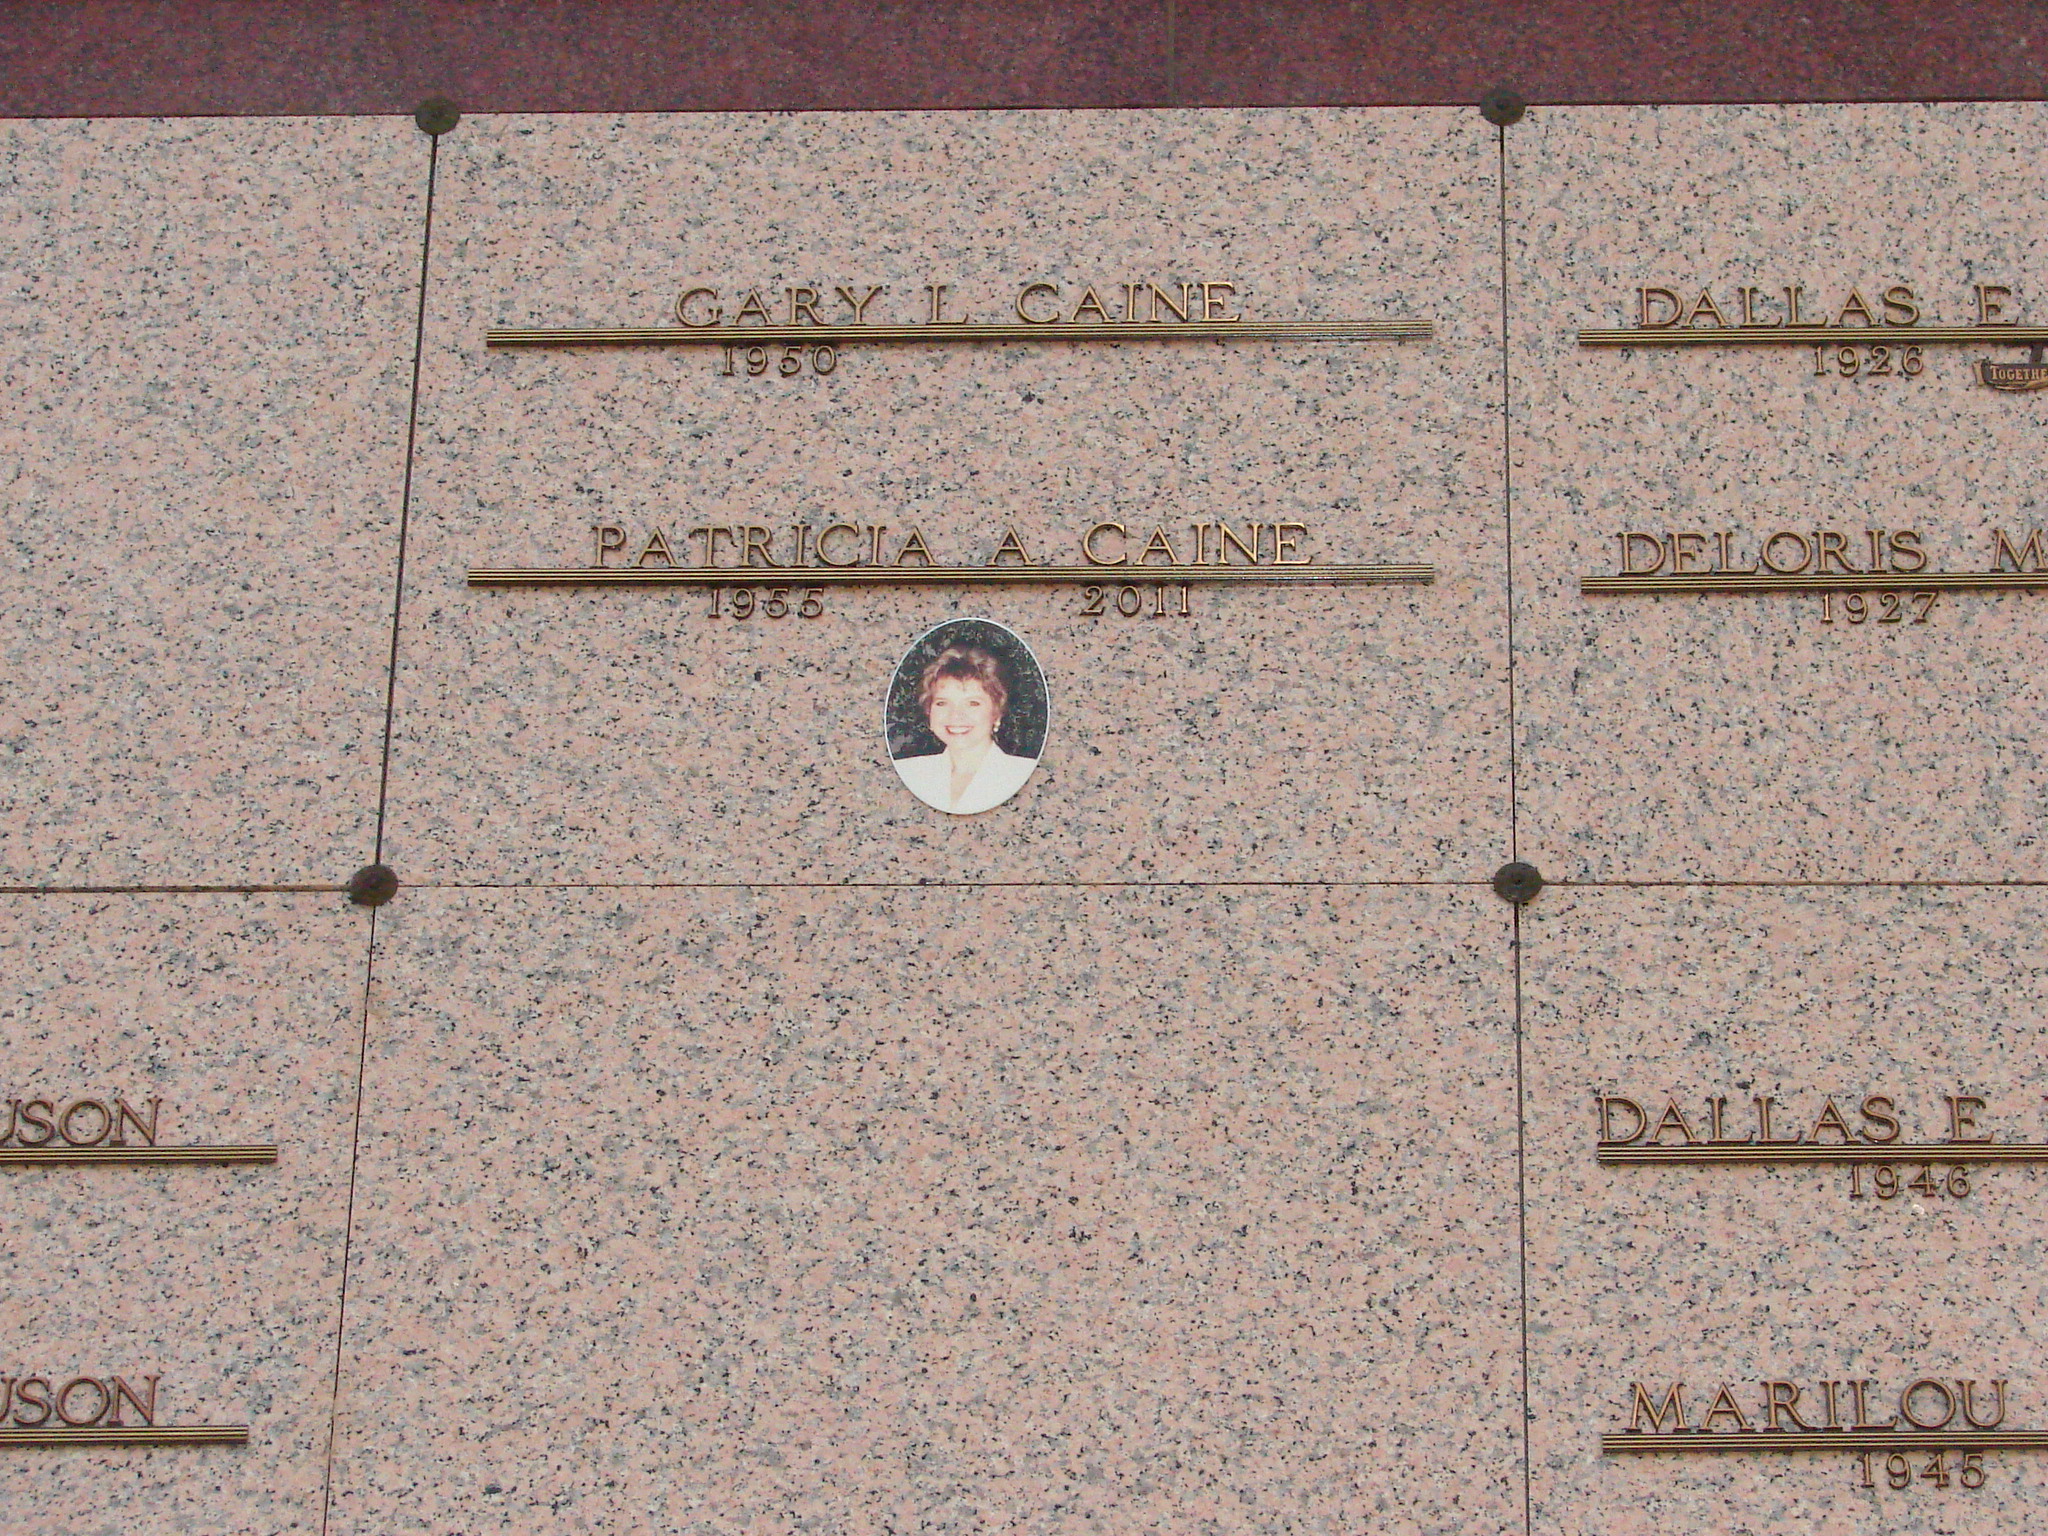 GARY L CAINE
1950
PATRICIA A CAINE
1955 2011
DALLAS E
1926
DELORIS M
1927
USON
USON
DALLAS E
1946
MARILOU
1945